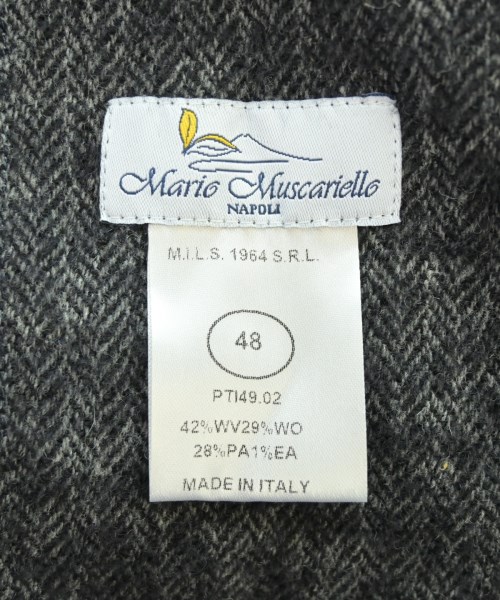 Mario Muscariello
NAPOLI
M.I.L.S. 1964 S.R.L.
48
PTI49.02
42%WV29%WO
28%PA1%EA
MADE IN ITALY